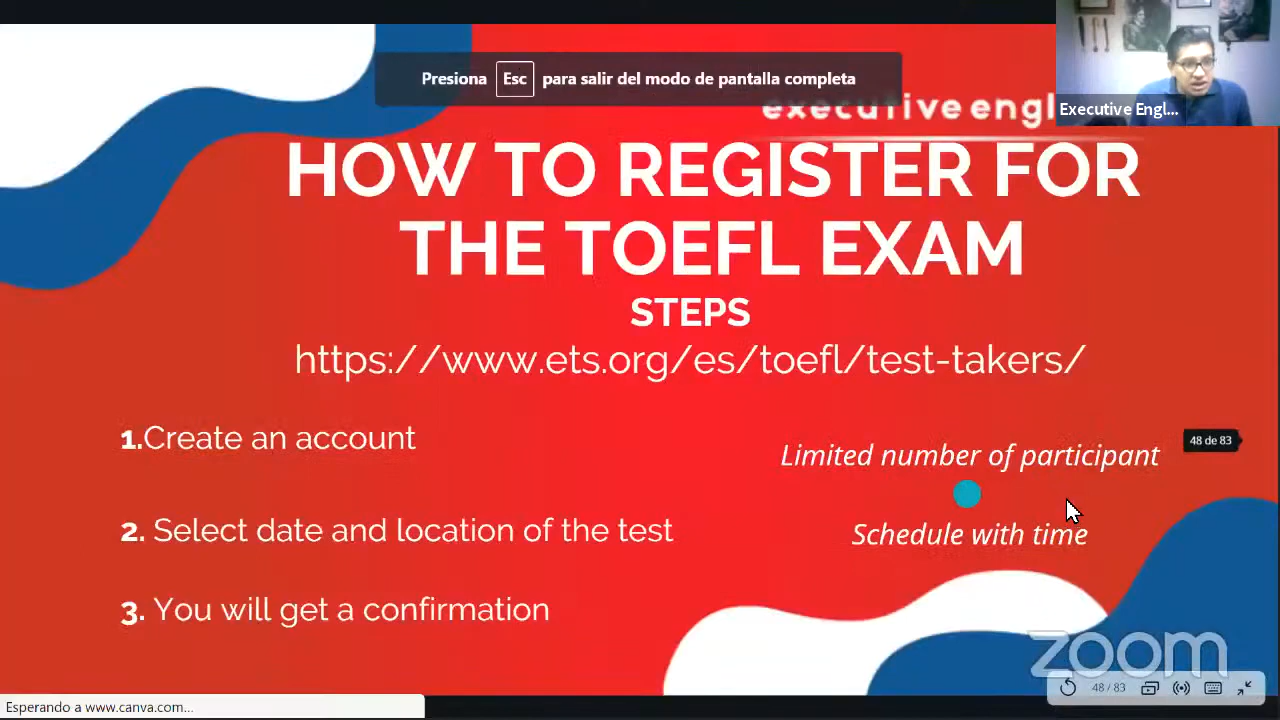 Presiona Esc para salir del modo de pantalla completa
executive engl
Executive Engl...
HOW TO REGISTER FOR
THE TOEFL EXAM
STEPS
https://www.ets.org/es/toefl/test-takers/
1.Create an account
Limited number of participant
48 de 83
2. Select date and location of the test
Schedule with time
3. You will get a confirmation
zoom
48 / 83
Esperando a www.canva.com...